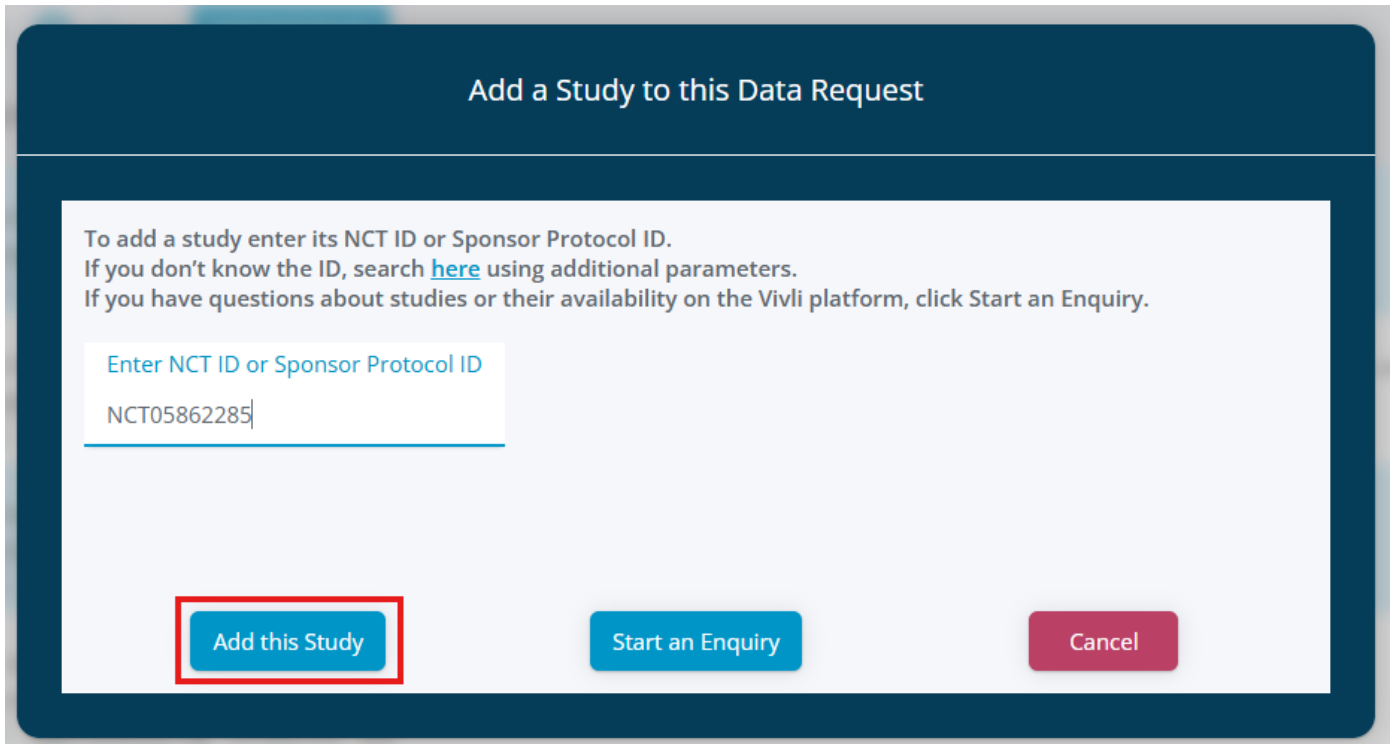 Add a Study to this Data Request
To add a study enter its NCT ID or Sponsor Protocol ID.
If you don’t know the ID, search here using additional parameters.
If you have questions about studies or their availability on the Vivli platform, click Start an Enquiry.
Enter NCT ID or Sponsor Protocol ID
NCT05862285
Add this Study
Start an Enquiry
Cancel